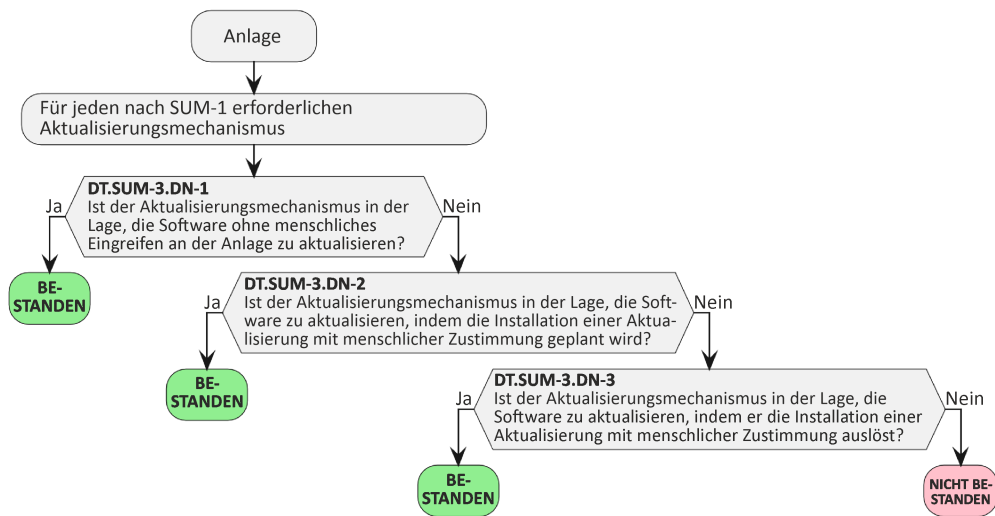 Anlage
Für jeden nach SUM-1 erforderlichen
Aktualisierungsmechanismus
DT.SUM-3.DN-1
Ja
Ist der Aktualisierungsmechanismus in der
Lage, die Software ohne menschliches
Eingreifen an der Anlage zu aktualisieren?
Nein
BE-
STANDEN
DT.SUM-3.DN-2
Ja
Ist der Aktualisierungsmechanismus in der Lage, die Soft-
ware zu aktualisieren, indem die Installation einer Aktua-
lisierung mit menschlicher Zustimmung geplant wird?
Nein
BE-
STANDEN
DT.SUM-3.DN-3
Ja
Ist der Aktualisierungsmechanismus in der Lage, die
Software zu aktualisieren, indem er die Installation einer
Aktualisierung mit menschlicher Zustimmung auslöst?
Nein
BE-
STANDEN
NICHT BE-
STANDEN